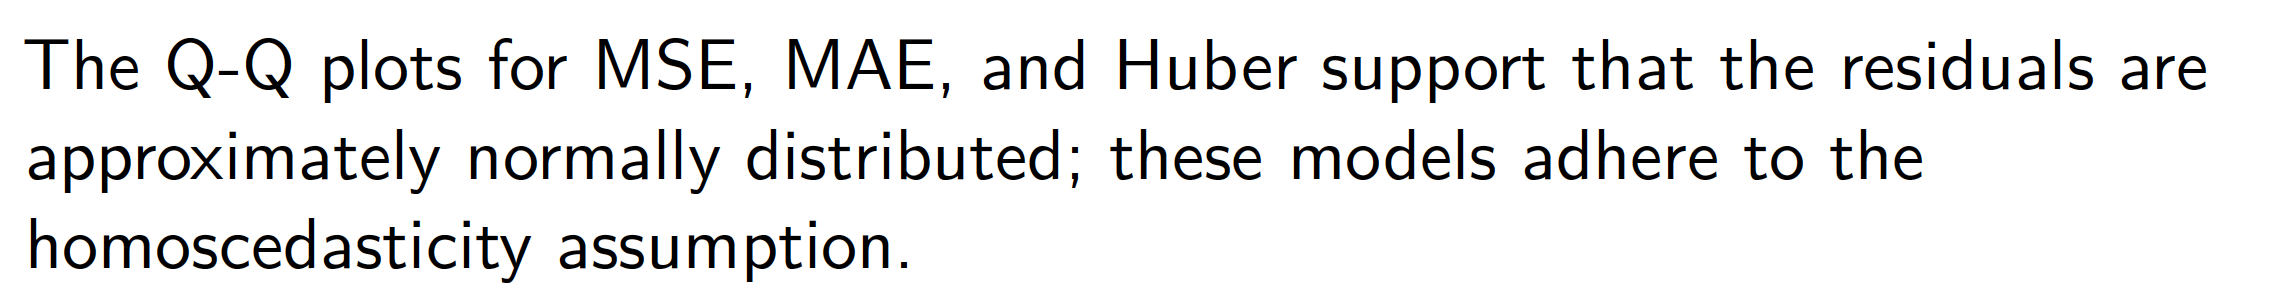 The Q-Q plots for MSE, MAE, and Huber support that the residuals are
approximately normally distributed; these models adhere to the
homoscedasticity assumption.